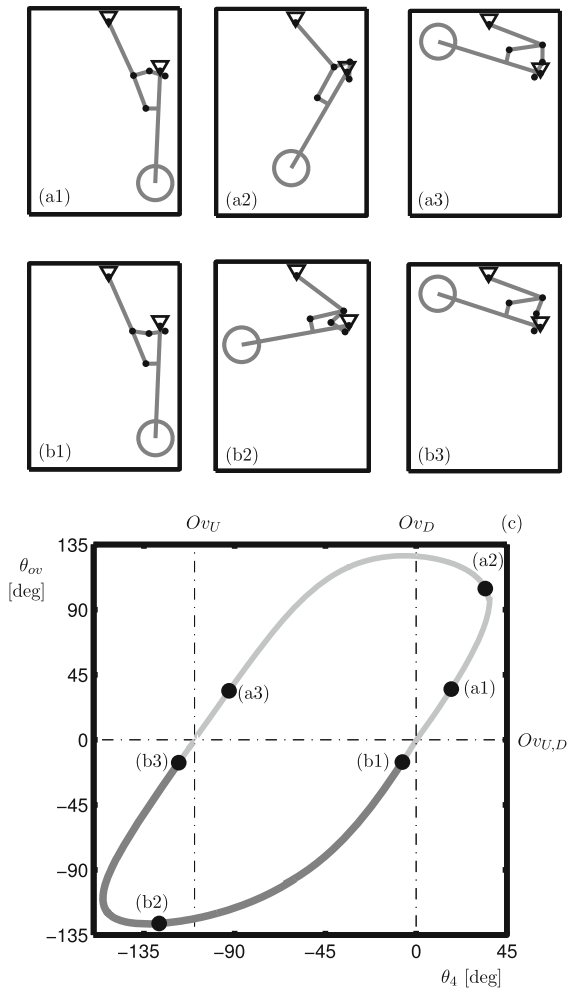 (a1) (a2) (a3)
(b1) (b2) (b3)
Ov_U Ov_D (c)
θ_ov
[deg]
135
90
45
0
−45
−90
−135
(a2)
(a1)
(a3)
Ov_U,D
(b3) (b1)
(b2)
−135 −90 −45 0 45
θ_4 [deg]